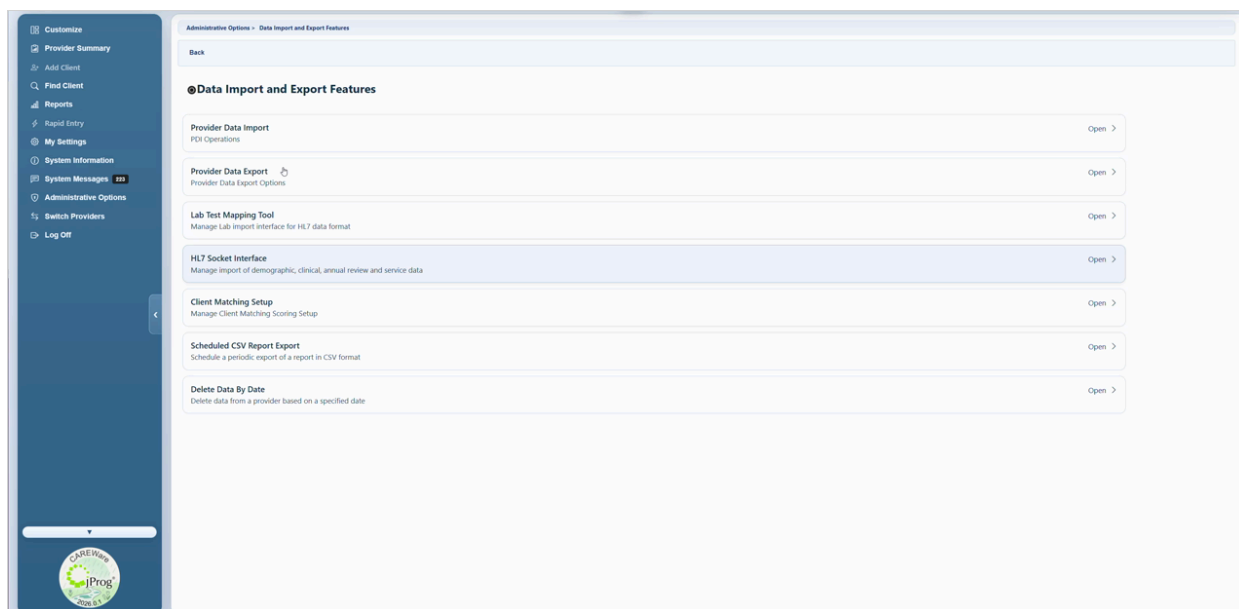 Customize
Provider Summary
Add Client
Find Client
Reports
Rapid Entry
My Settings
System Information
System Messages 333
Administrative Options
Switch Providers
Log Off
CAREWare
jProg
2026.0.1
Administrative Options > Data Import and Export Features
Back
Data Import and Export Features
Provider Data Import
PDI Operations
Open >
Provider Data Export
Provider Data Export Options
Open >
Lab Test Mapping Tool
Manage Lab import interface for HL7 data format
Open >
HL7 Socket Interface
Manage import of demographic, clinical, annual review and service data
Open >
Client Matching Setup
Manage Client Matching Scoring Setup
Open >
Scheduled CSV Report Export
Schedule a periodic export of a report in CSV format
Open >
Delete Data By Date
Delete data from a provider based on a specified date
Open >